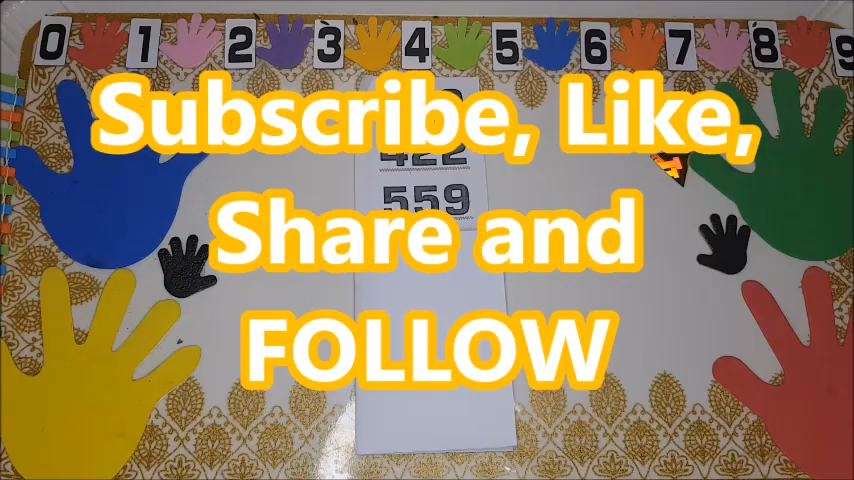 0 1 2 3 4 5 6 7 8 9
Subscribe, Like,
422
559
Share and
FOLLOW